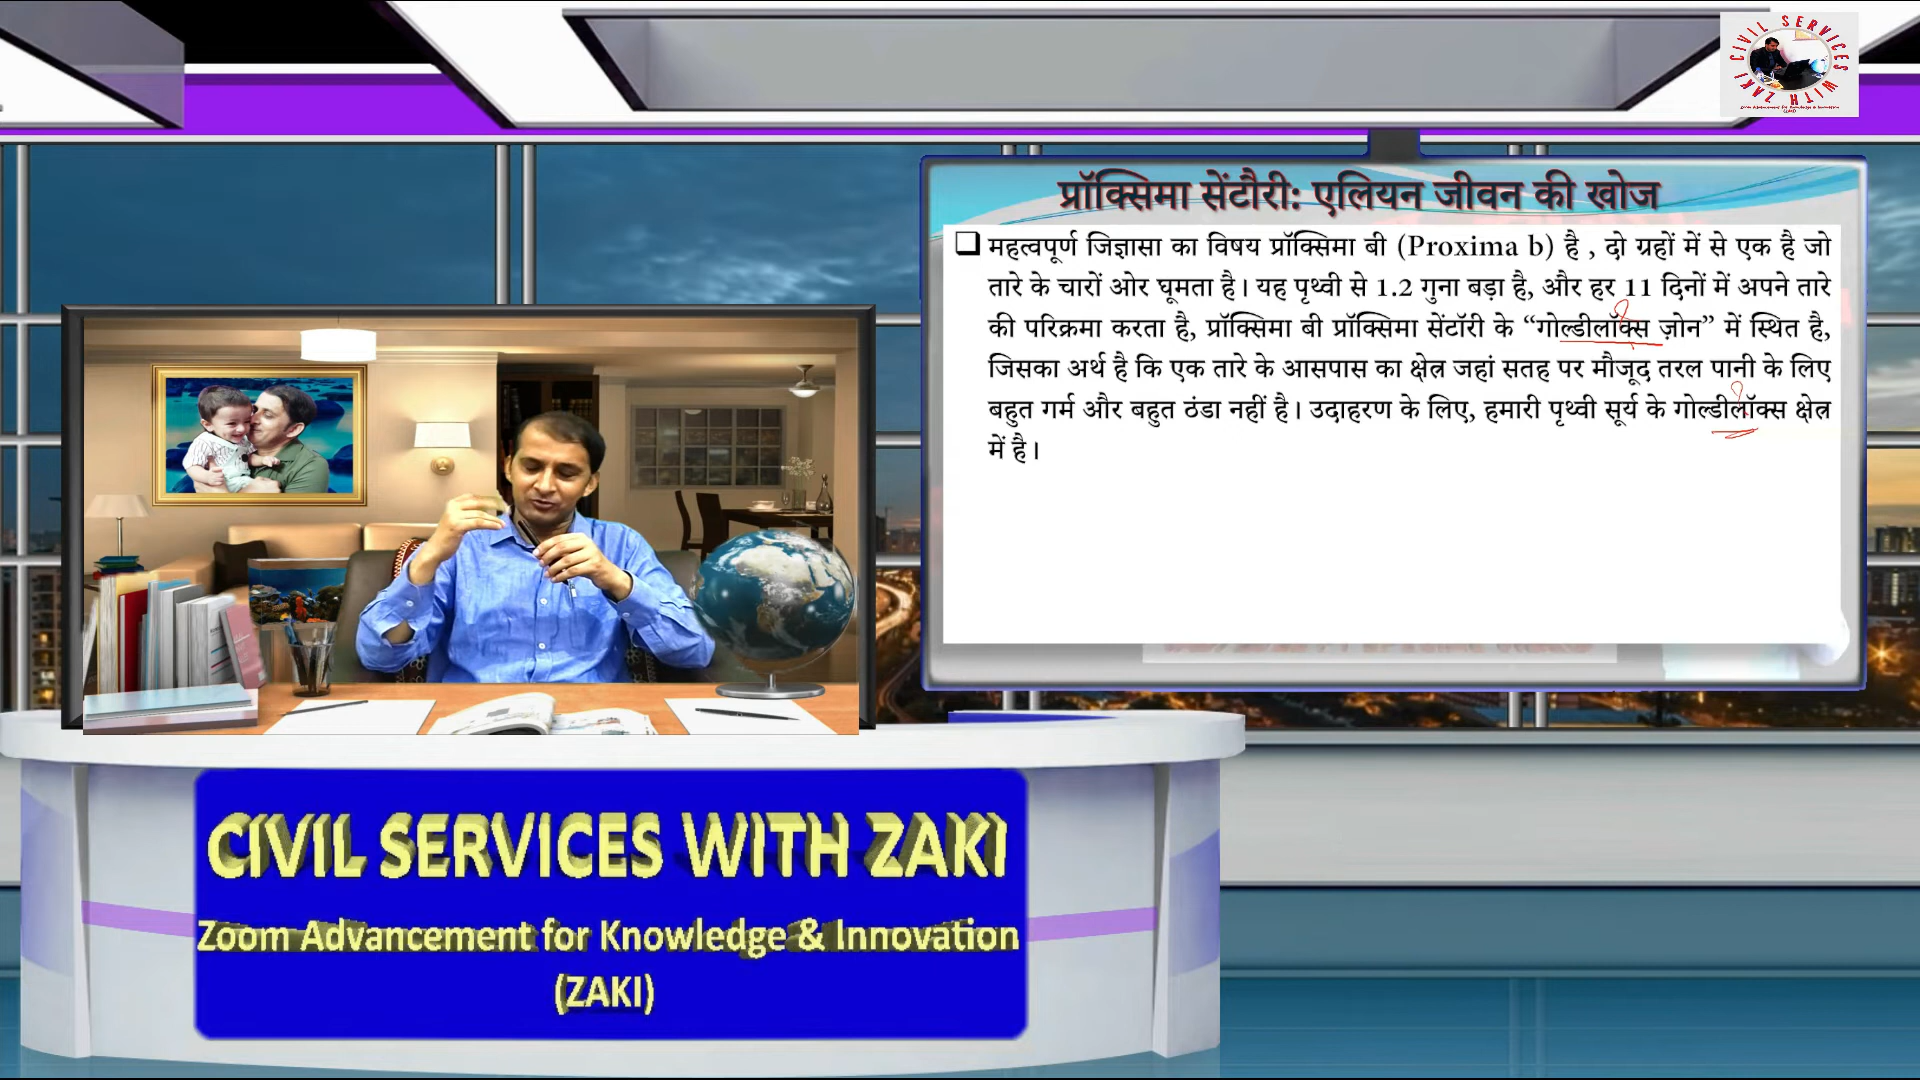 CIVIL SERVICES WITH ZAKI
प्रॉक्सिमा सेंटौरी: एलियन जीवन की खोज
महत्वपूर्ण जिज्ञासा का विषय प्रॉक्सिमा बी (Proxima b) है , दो ग्रहों में से एक है जो
तारे के चारों ओर घूमता है। यह पृथ्वी से 1.2 गुना बड़ा है, और हर 11 दिनों में अपने तारे
की परिक्रमा करता है, प्रॉक्सिमा बी प्रॉक्सिमा सेंटॉरी के “गोल्डीलॉक्स ज़ोन” में स्थित है,
जिसका अर्थ है कि एक तारे के आसपास का क्षेत्र जहां सतह पर मौजूद तरल पानी के लिए
बहुत गर्म और बहुत ठंडा नहीं है। उदाहरण के लिए, हमारी पृथ्वी सूर्य के गोल्डीलॉक्स क्षेत्र
में है।
CIVIL SERVICES WITH ZAKI
Zoom Advancement for Knowledge & Innovation
(ZAKI)